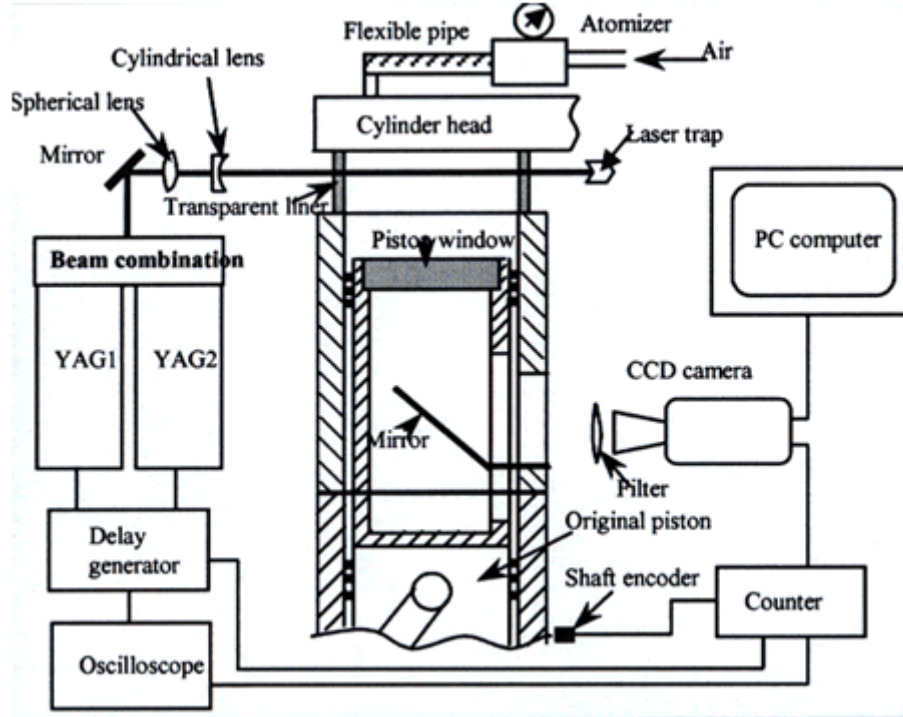 Flexible pipe
Atomizer
Air
Cylindrical lens
Spherical lens
Cylinder head
Laser trap
Mirror
Transparent liner
Piston window
Beam combination
PC computer
YAG1
YAG2
CCD camera
Mirror
Pilter
Original piston
Delay
generator
Shaft encoder
Counter
Oscilloscope